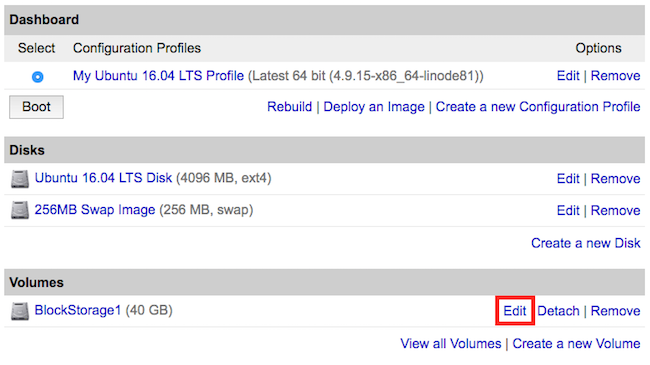 Dashboard
Select Configuration Profiles Options
My Ubuntu 16.04 LTS Profile (Latest 64 bit (4.9.15-x86_64-linode81)) Edit | Remove
Boot Rebuild | Deploy an Image | Create a new Configuration Profile
Disks
Ubuntu 16.04 LTS Disk (4096 MB, ext4) Edit | Remove
256MB Swap Image (256 MB, swap) Edit | Remove
Create a new Disk
Volumes
BlockStorage1 (40 GB) Edit Detach | Remove
View all Volumes | Create a new Volume